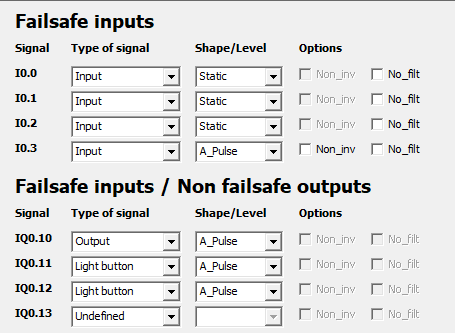 Failsafe inputs
Signal Type of signal Shape/Level Options
I0.0 Input Static Non_inv No_filt
I0.1 Input Static Non_inv No_filt
I0.2 Input Static Non_inv No_filt
I0.3 Input A_Pulse Non_inv No_filt
Failsafe inputs / Non failsafe outputs
Signal Type of signal Shape/Level Options
IQ0.10 Output A_Pulse Non_inv No_filt
IQ0.11 Light button A_Pulse Non_inv No_filt
IQ0.12 Light button A_Pulse Non_inv No_filt
IQ0.13 Undefined Non_inv No_filt